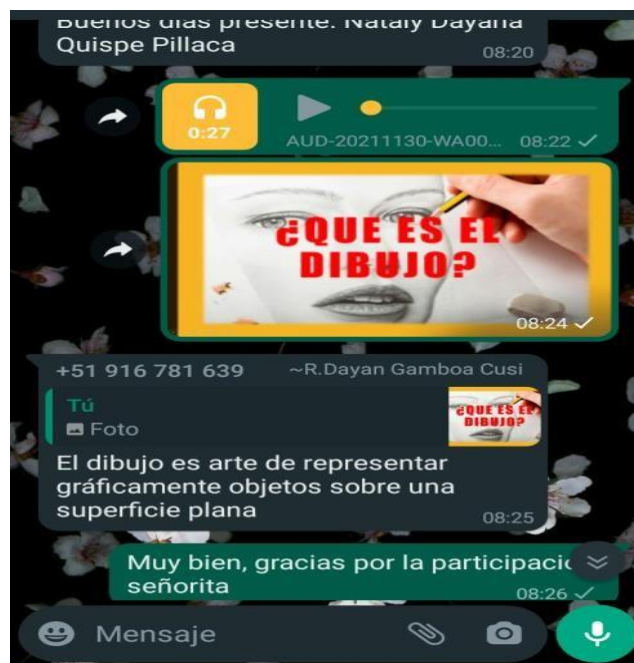 Buenos días presente. Nataly Dayana
Quispe Pillaca
08:20
0:27
AUD-20211130-WA00... 08:22
¿QUE ES EL
DIBUJO?
08:24
+51 916 781 639 ~R.Dayan Gamboa Cusi
Tú
Foto
¿QUE ES EL
DIBUJO?
El dibujo es arte de representar
gráficamente objetos sobre una
superficie plana
08:25
Muy bien, gracias por la participació
señorita
08:26
Mensaje